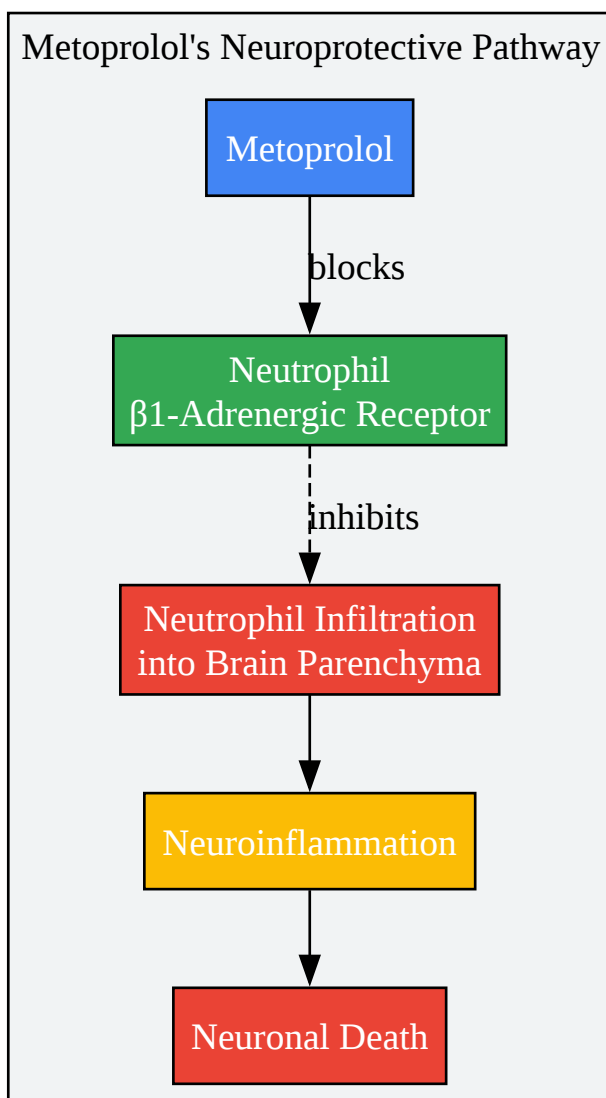 Metoprolol's Neuroprotective Pathway
Metoprolol
blocks
Neutrophil
β1-Adrenergic Receptor
inhibits
Neutrophil Infiltration
into Brain Parenchyma
Neuroinflammation
Neuronal Death